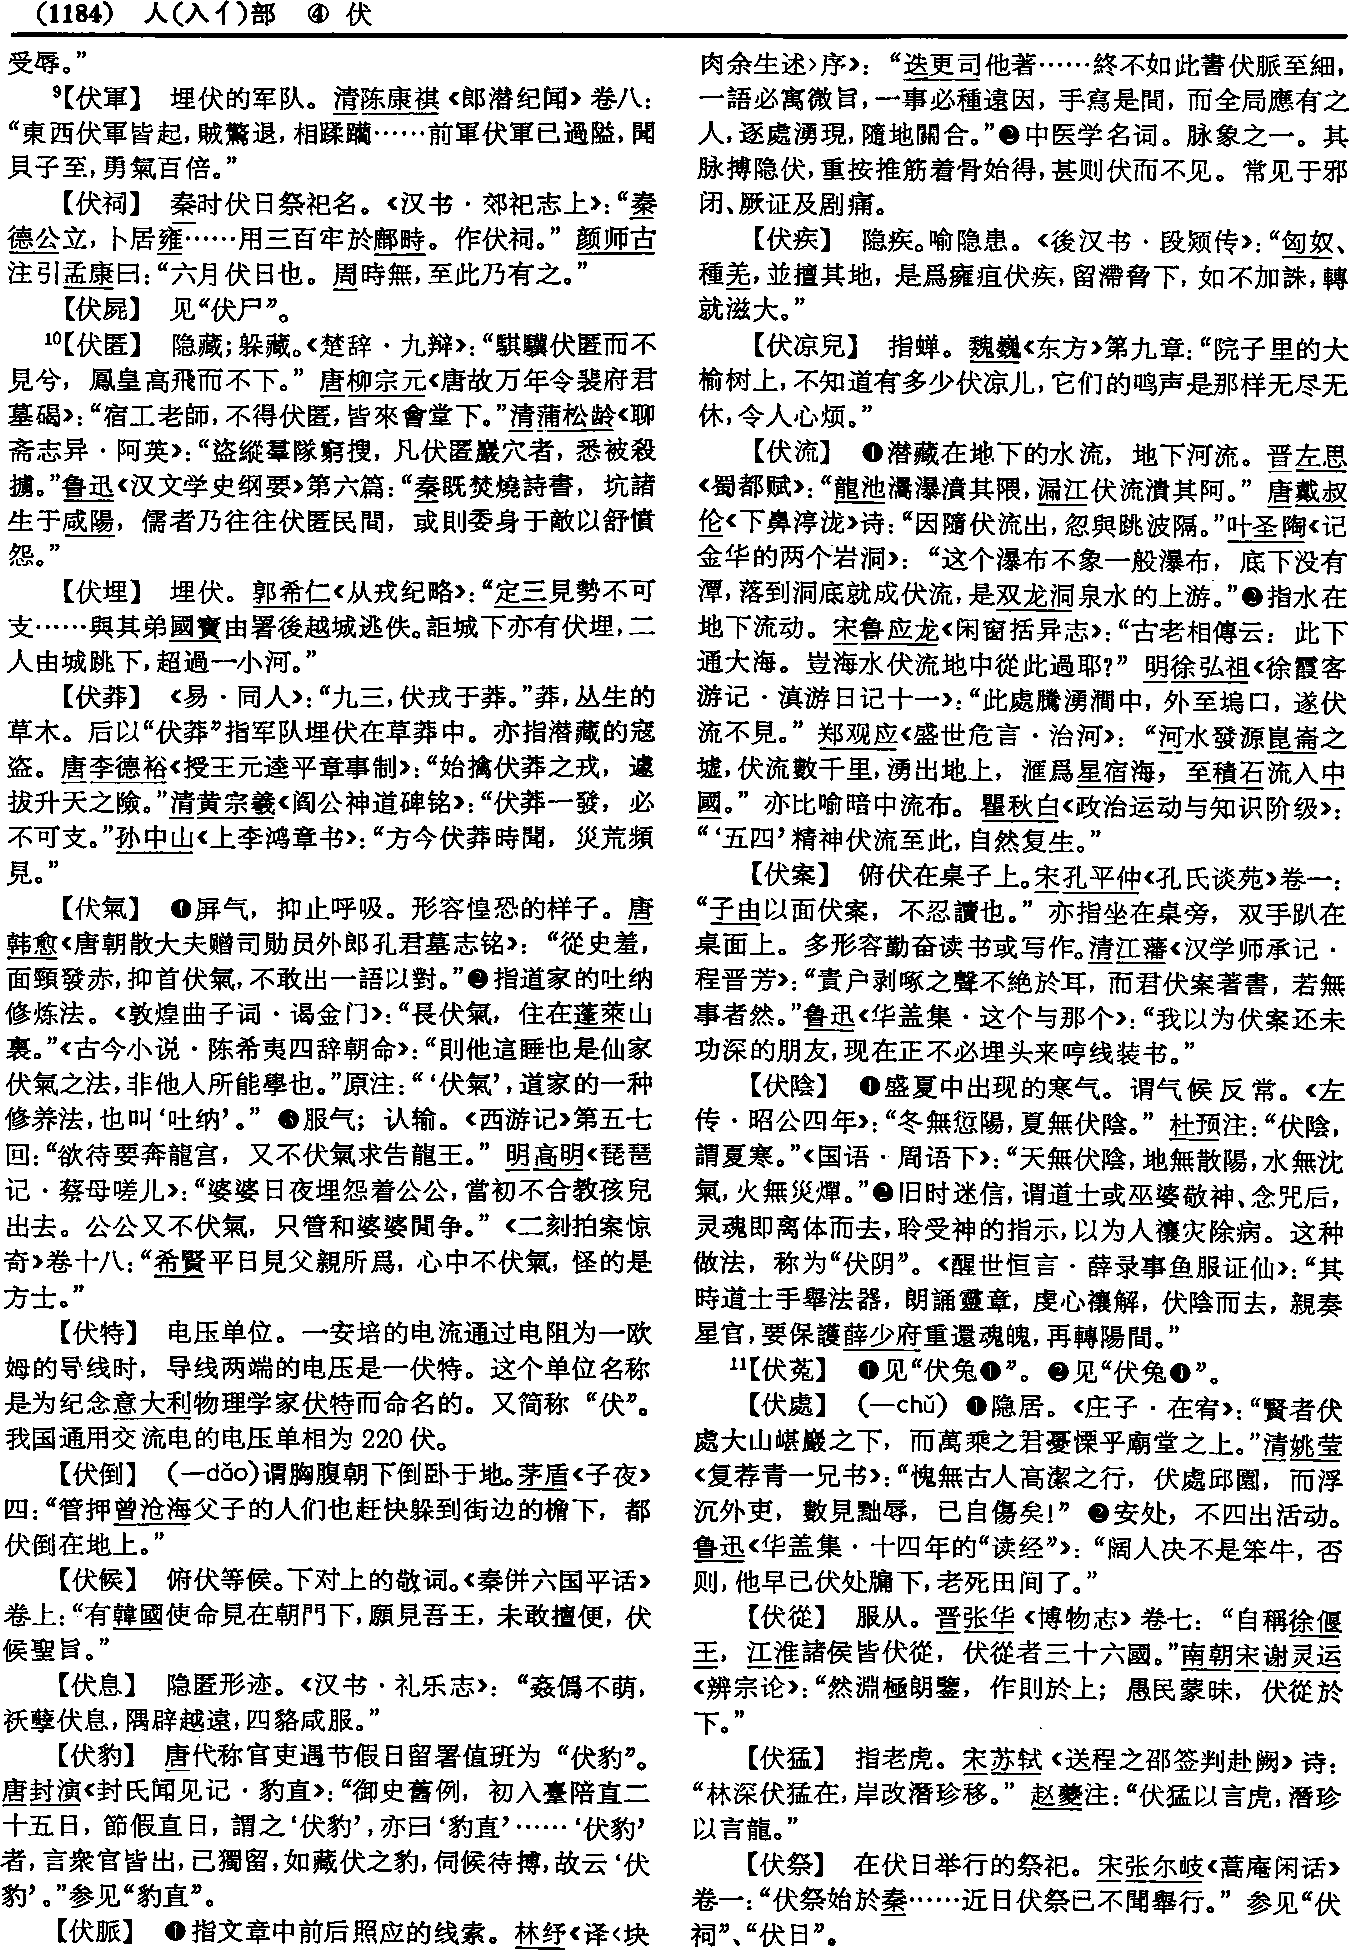 (1184) 人(入亻)部 ④ 伏
受辱。”
⁹【伏軍】 埋伏的军队。清陈康祺《郎潜纪闻》卷八：
“東西伏軍皆起，賊驚退，相蹂躪……前軍伏軍已過隘，聞
貝子至，勇氣百倍。”
【伏祠】 秦时伏日祭祀名。《汉书·郊祀志上》：“秦
德公立，卜居雍……用三百牢於鄜畤。作伏祠。” 颜师古
注引孟康曰：“六月伏日也。周時無，至此乃有之。”
【伏屍】 见“伏尸”。
¹⁰【伏匿】 隐藏；躲藏。《楚辞·九辩》：“騏驥伏匿而不
見兮，鳳皇高飛而不下。” 唐柳宗元《唐故万年令裴府君
墓碣》：“宿工老師，不得伏匿，皆來會堂下。”清蒲松龄《聊
斋志异·阿英》：“盜縱羣隊窮搜，凡伏匿巖穴者，悉被殺
擄。”鲁迅《汉文学史纲要》第六篇：“秦既焚燒詩書，坑諸
生于咸陽，儒者乃往往伏匿民間，或則委身于敵以舒憤
怨。”
【伏埋】 埋伏。郭希仁《从戎纪略》：“定三見勢不可
支……與其弟國寶由署後越城逃佚。詎城下亦有伏埋，二
人由城跳下，超過一小河。”
【伏莽】 《易·同人》：“九三，伏戎于莽。”莽，丛生的
草木。后以“伏莽”指军队埋伏在草莽中。亦指潜藏的寇
盗。唐李德裕《授王元逵平章事制》：“始擒伏莽之戎，遽
拔升天之險。”清黄宗羲《阎公神道碑铭》：“伏莽一發，必
不可支。”孙中山《上李鸿章书》：“方今伏莽時聞，災荒頻
見。”
【伏氣】 ❶屏气，抑止呼吸。形容惶恐的样子。唐
韩愈《唐朝散大夫赠司勋员外郎孔君墓志铭》：“從史羞，
面頸發赤，抑首伏氣，不敢出一語以對。”❷指道家的吐纳
修炼法。《敦煌曲子词·谒金门》：“長伏氣，住在蓬萊山
裏。”《古今小说·陈希夷四辞朝命》：“則他這睡也是仙家
伏氣之法，非他人所能學也。”原注：“‘伏氣’，道家的一种
修养法，也叫‘吐纳’。” ❸服气；认输。《西游记》第五七
回：“欲待要奔龍宫，又不伏氣求告龍王。” 明高明《琵琶
记·蔡母嗟儿》：“婆婆日夜埋怨着公公，當初不合教孩兒
出去。公公又不伏氣，只管和婆婆閒争。” 《二刻拍案惊
奇》卷十八：“希賢平日見父親所爲，心中不伏氣，怪的是
方士。”
【伏特】 电压单位。一安培的电流通过电阻为一欧
姆的导线时，导线两端的电压是一伏特。这个单位名称
是为纪念意大利物理学家伏特而命名的。又简称“伏”。
我国通用交流电的电压单相为 220 伏。
【伏倒】 (—dǎo)谓胸腹朝下倒卧于地。茅盾《子夜》
四：“管押曾沧海父子的人们也赶快躲到街边的檐下，都
伏倒在地上。”
【伏候】 俯伏等候。下对上的敬词。《秦併六国平话》
卷上：“有韓國使命見在朝門下，願見吾王，未敢擅便，伏
候聖旨。”
【伏息】 隐匿形迹。《汉书·礼乐志》：“姦僞不萌，
祅孽伏息，隅辟越遠，四貉咸服。”
【伏豹】 唐代称官吏遇节假日留署值班为“伏豹”。
唐封演《封氏闻见记·豹直》：“御史舊例，初入臺陪直二
十五日，節假直日，謂之‘伏豹’，亦曰‘豹直’……‘伏豹’
者，言衆官皆出，已獨留，如藏伏之豹，伺候待搏，故云‘伏
豹’。”参见“豹直”。
【伏脈】 ❶指文章中前后照应的线索。林纾《译〈块
肉余生述〉序》：“迭更司他著……終不如此書伏脈至細，
一語必寓微旨，一事必種遠因，手寫是間，而全局應有之
人，逐處湧現，隨地關合。”❷中医学名词。脉象之一。其
脉搏隐伏，重按推筋着骨始得，甚则伏而不见。常见于邪
闭、厥证及剧痛。
【伏疾】 隐疾。喻隐患。《後汉书·段颎传》：“匈奴、
種羌，並擅其地，是爲癰疽伏疾，留滯脅下，如不加誅，轉
就滋大。”
【伏凉兒】 指蝉。魏巍《东方》第九章：“院子里的大
榆树上，不知道有多少伏凉儿，它们的鸣声是那样无尽无
休，令人心烦。”
【伏流】 ❶潜藏在地下的水流，地下河流。晋左思
《蜀都赋》：“龍池㶖瀑濆其隈，漏江伏流潰其阿。” 唐戴叔
伦《下鼻渟泷》诗：“因隨伏流出，忽與跳波隔。”叶圣陶《记
金华的两个岩洞》：“这个瀑布不象一般瀑布，底下没有
潭，落到洞底就成伏流，是双龙洞泉水的上游。”❷指水在
地下流动。宋鲁应龙《闲窗括异志》：“古老相傳云：此下
通大海。豈海水伏流地中從此過耶？” 明徐弘祖《徐霞客
游记·滇游日记十一》：“此處騰湧澗中，外至塢口，遂伏
流不見。” 郑观应《盛世危言·治河》：“河水發源崑崙之
墟，伏流數千里，湧出地上，滙爲星宿海，至積石流入中
國。” 亦比喻暗中流布。瞿秋白《政治运动与知识阶级》：
“‘五四’精神伏流至此，自然复生。”
【伏案】 俯伏在桌子上。宋孔平仲《孔氏谈苑》卷一：
“子由以面伏案，不忍讀也。” 亦指坐在桌旁，双手趴在
桌面上。多形容勤奋读书或写作。清江藩《汉学师承记·
程晋芳》：“責户剥啄之聲不絶於耳，而君伏案著書，若無
事者然。”鲁迅《华盖集·这个与那个》：“我以为伏案还未
功深的朋友，现在正不必埋头来哼线装书。”
【伏陰】 ❶盛夏中出现的寒气。谓气候反常。《左
传·昭公四年》：“冬無愆陽，夏無伏陰。” 杜预注：“伏陰，
謂夏寒。”《国语·周语下》：“天無伏陰，地無散陽，水無沈
氣，火無災燀。”❷旧时迷信，谓道士或巫婆敬神、念咒后，
灵魂即离体而去，聆受神的指示，以为人禳灾除病。这种
做法，称为“伏阴”。《醒世恒言·薛录事鱼服证仙》：“其
時道士手舉法器，朗誦靈章，虔心禳解，伏陰而去，親奏
星官，要保護薛少府重還魂魄，再轉陽間。”
¹¹【伏菟】 ❶见“伏兔❶”。❷见“伏兔❹”。
【伏處】 (—chǔ) ❶隐居。《庄子·在宥》：“賢者伏
處大山嵁巖之下，而萬乘之君憂慄乎廟堂之上。”清姚莹
《复荐青一兄书》：“愧無古人高潔之行，伏處邱園，而浮
沉外吏，數見黜辱，已自傷矣！” ❷安处，不四出活动。
鲁迅《华盖集·十四年的“读经”》：“阔人决不是笨牛，否
则，他早已伏处牖下，老死田间了。”
【伏從】 服从。晋张华《博物志》卷七：“自稱徐偃
王，江淮諸侯皆伏從，伏從者三十六國。”南朝宋谢灵运
《辨宗论》：“然淵極朗鑒，作則於上；愚民蒙昧，伏從於
下。”
【伏猛】 指老虎。宋苏轼《送程之邵签判赴阙》诗：
“林深伏猛在，岸改潛珍移。” 赵夔注：“伏猛以言虎，潛珍
以言龍。”
【伏祭】 在伏日举行的祭祀。宋张尔岐《蒿庵闲话》
卷一：“伏祭始於秦……近日伏祭已不聞舉行。” 参见“伏
祠”、“伏日”。